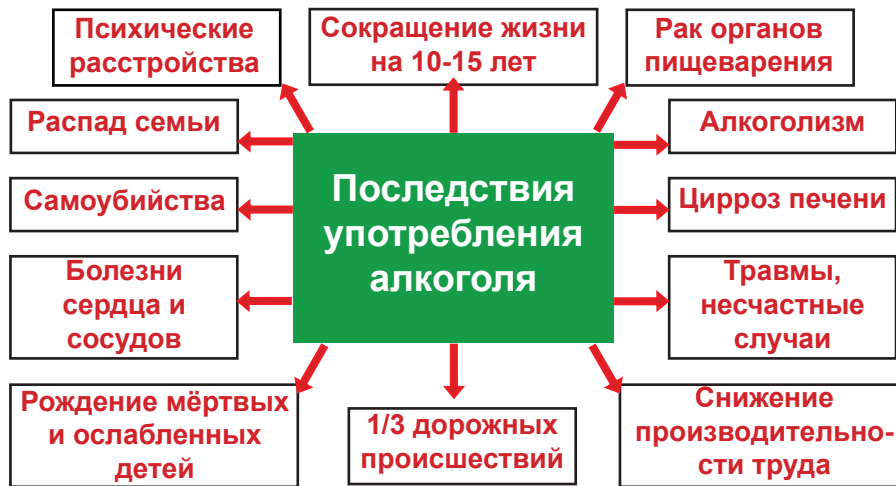 Психические
расстройства
Сокращение жизни
на 10-15 лет
Рак органов
пищеварения
Распад семьи
Алкоголизм
Самоубийства
Последствия
употребления
алкоголя
Цирроз печени
Болезни
сердца и
сосудов
Травмы,
несчастные
случаи
Рождение мёртвых
и ослабленных
детей
1/3 дорожных
происшествий
Снижение
производительно-
сти труда